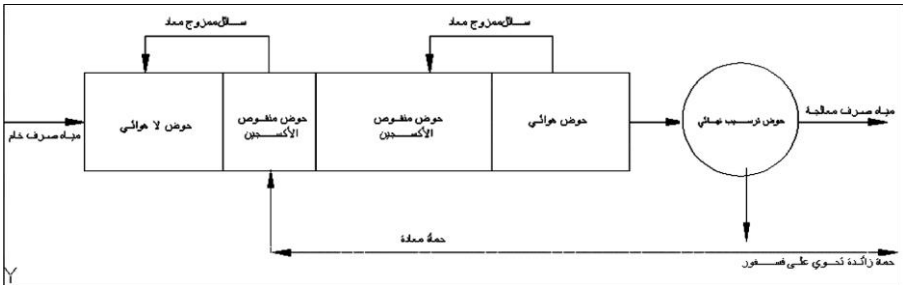 سائل ممزوج معاد
سائل ممزوج معاد
مياه صرف خام
حوض لا هوائي
حوض منقوص
الأكسجين
حوض منقوص
الأكسجين
حوض هوائي
حوض ترسيب نهائي
مياه صرف معالجة
حمأة معادة
حمأة زائدة تحوي على فسفور
Y